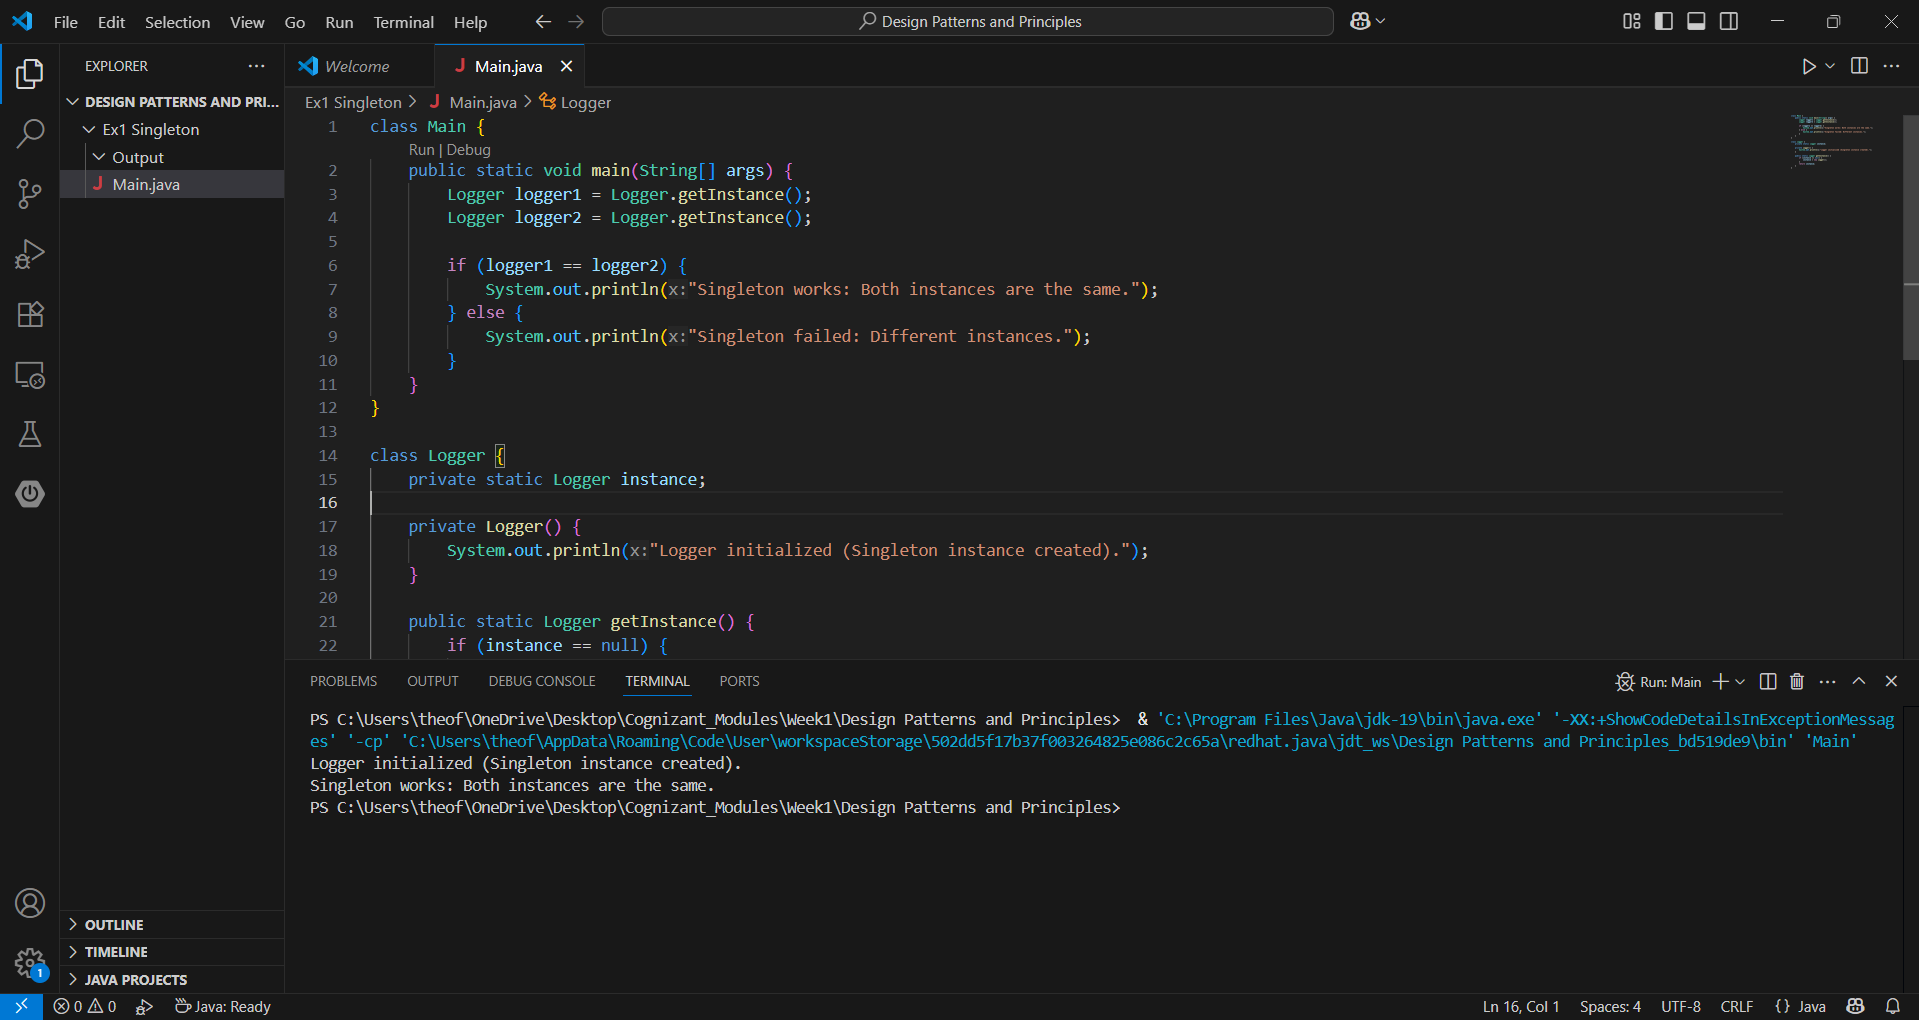 File Edit Selection View Go Run Terminal Help
Design Patterns and Principles
EXPLORER
DESIGN PATTERNS AND PRI...
Ex1 Singleton
Output
J Main.java
Welcome
J Main.java
Ex1 Singleton > J Main.java > Logger
1 class Main {
Run | Debug
2 public static void main(String[] args) {
3 Logger logger1 = Logger.getInstance();
4 Logger logger2 = Logger.getInstance();
5
6 if (logger1 == logger2) {
7 System.out.println(x:"Singleton works: Both instances are the same.");
8 } else {
9 System.out.println(x:"Singleton failed: Different instances.");
10 }
11 }
12 }
13
14 class Logger {
15 private static Logger instance;
16
17 private Logger() {
18 System.out.println(x:"Logger initialized (Singleton instance created).");
19 }
20
21 public static Logger getInstance() {
22 if (instance == null) {
PROBLEMS OUTPUT DEBUG CONSOLE TERMINAL PORTS
Run: Main
PS C:\Users\theof\OneDrive\Desktop\Cognizant_Modules\Week1\Design Patterns and Principles> & 'C:\Program Files\Java\jdk-19\bin\java.exe' '-XX:+ShowCodeDetailsInExceptionMessag
es' '-cp' 'C:\Users\theof\AppData\Roaming\Code\User\workspaceStorage\502dd5f17b37f003264825e086c2c65a\redhat.java\jdt_ws\Design Patterns and Principles_bd519de9\bin' 'Main'
Logger initialized (Singleton instance created).
Singleton works: Both instances are the same.
PS C:\Users\theof\OneDrive\Desktop\Cognizant_Modules\Week1\Design Patterns and Principles>
OUTLINE
TIMELINE
JAVA PROJECTS
1
0 0 Java: Ready
Ln 16, Col 1 Spaces: 4 UTF-8 CRLF {} Java